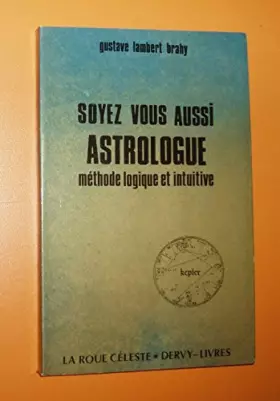 gustave lambert brahy
SOYEZ VOUS AUSSI
ASTROLOGUE
méthode logique et intuitive
kepler
LA ROUE CÉLESTE * DERVY-LIVRES